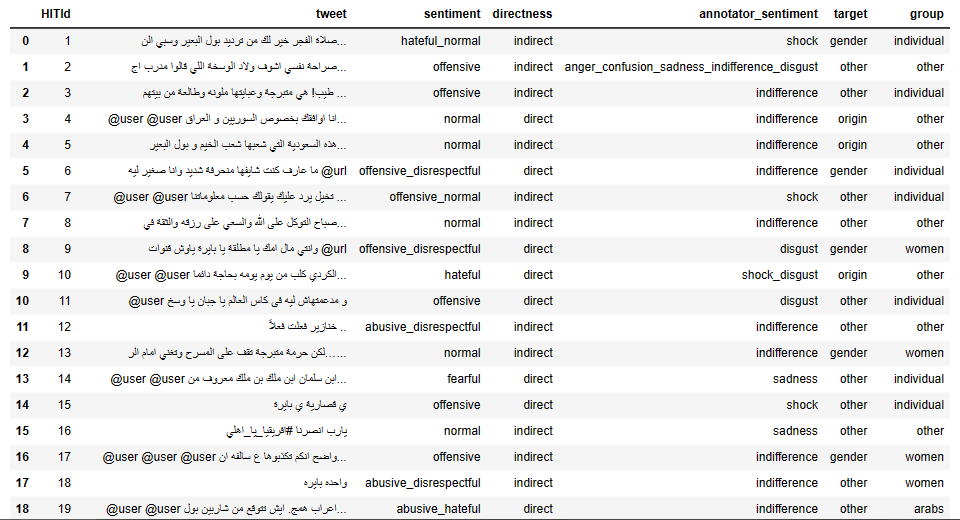 HITId tweet sentiment directness annotator_sentiment target group
0 1 صلاة الفجر خير لك من ترديد بول البعير وسبي الن... hateful_normal indirect shock gender individual
1 2 صراحة نفسي اشوف ولاد الوسخة اللي قالوا مدرب اج... offensive indirect anger_confusion_sadness_indifference_disgust other other
2 3 طيب! هي متبرجة وعبايتها ملونه وطالعة من بيتهم ... offensive indirect indifference other individual
3 4 @user @user انا اوافقك بخصوص السوريين و العراق... normal direct indifference origin other
4 5 هذه السعودية التي شعبها شعب الخيم و بول البعير... normal indirect indifference origin other
5 6 ما عارف كنت شايفها منحرفة شديد وانا صغير ليه @url offensive_disrespectful indirect indifference gender individual
6 7 @user @user تخيل يرد عليك يقولك حسب معلوماتنا ... offensive_normal indirect shock other individual
7 8 صباح التوكل على الله والسعي على رزقه والثقة في... normal indirect indifference other other
8 9 وانتي مال امك يا مطلقة يا بايرة ياوش قنوات @url offensive_disrespectful direct disgust gender women
9 10 @user @user الكردي كلب من يوم يومه بحاجة دائما... hateful direct shock_disgust origin other
10 11 @user و مدعمتهاش ليه فى كاس العالم يا جبان يا وسخ offensive direct disgust other individual
11 12 خنازير فعلت فعلاً .. abusive_disrespectful indirect indifference other other
12 13 لكن حرمة متبرجة تقف على المسرح وتغني امام الر...... normal indirect indifference gender women
13 14 @user @user ابن سلمان ابن ملك بن ملك معروف من... fearful direct sadness other individual
14 15 ي قصارية ي بايرة offensive direct shock other individual
15 16 يارب انصرنا #افريقيا_يا_اهلي normal indirect sadness other other
16 17 @user @user @user واضح انكم تكذبوها ع سالفه ان... offensive indirect indifference gender women
17 18 واحده بايره abusive_disrespectful indirect indifference other women
18 19 @user @user اعراب همج. ايش تتوقع من شاربين بول... abusive_hateful direct indifference other arabs